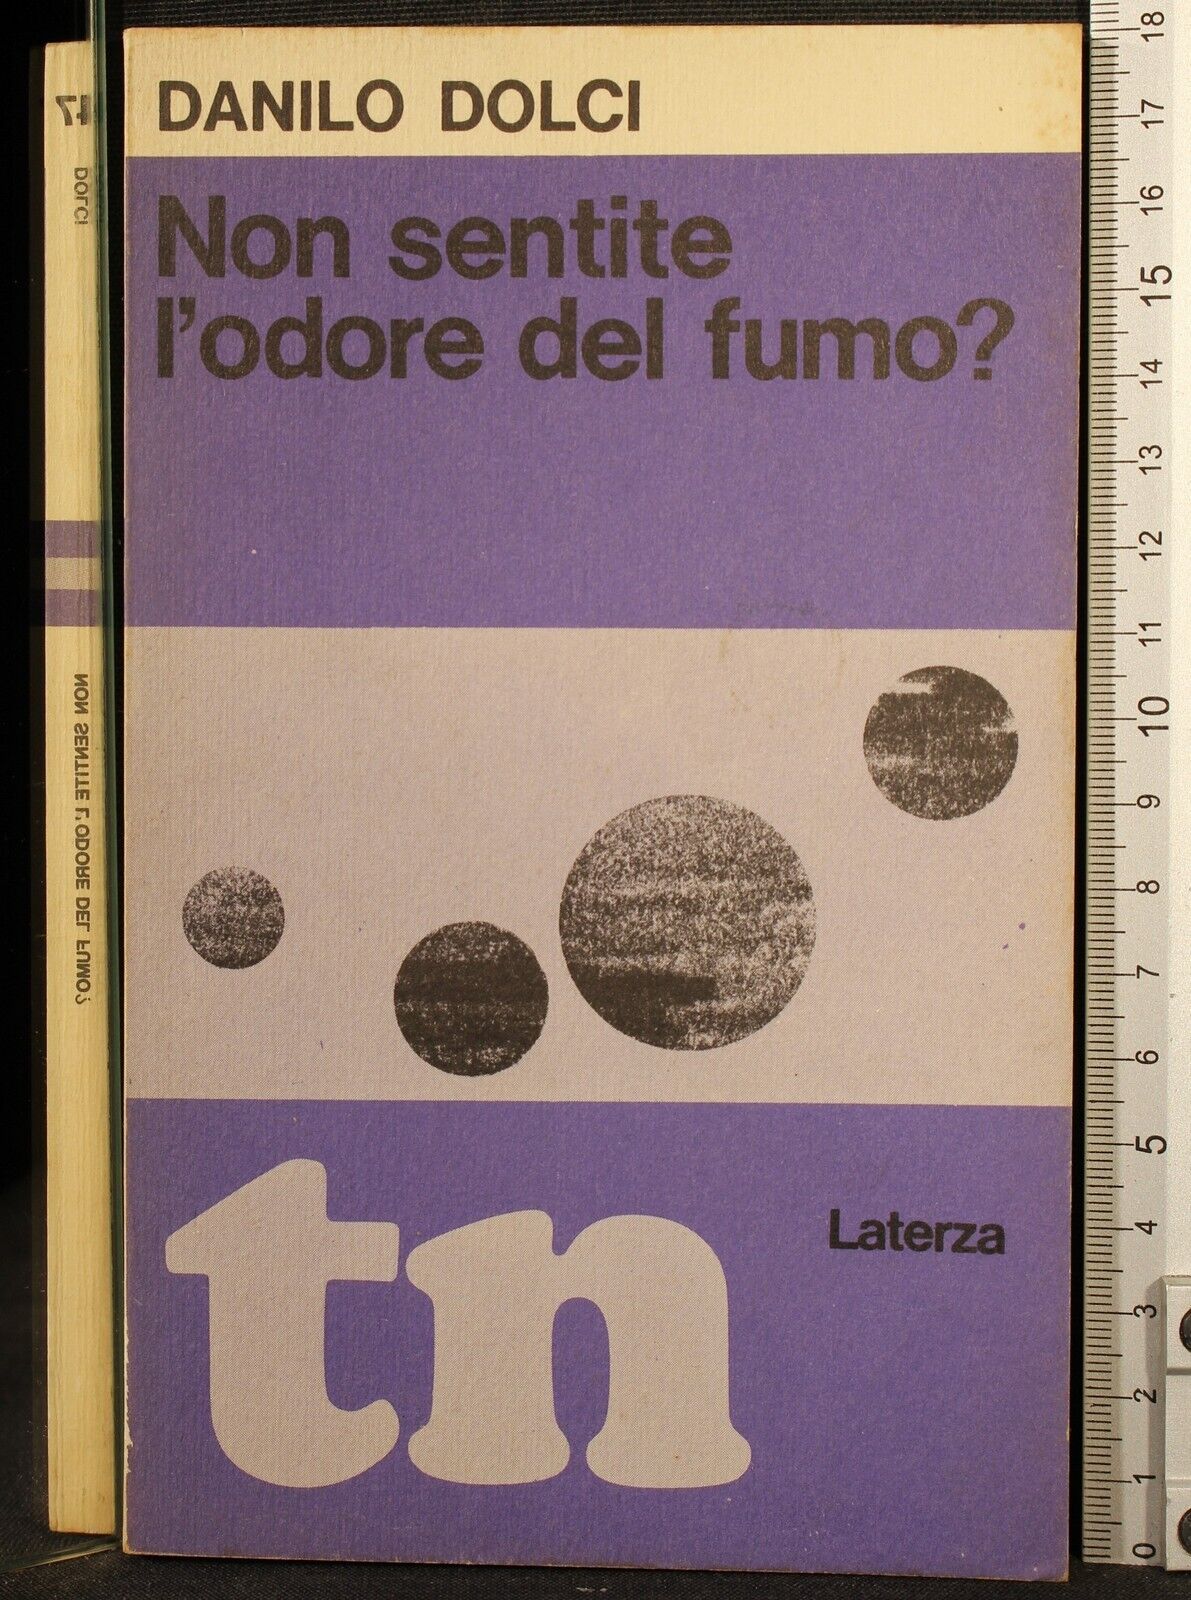 DANILO DOLCI
Non sentite
l'odore del fumo?
tn
Laterza
DOLCI
NON SENTITE L'ODORE DEL FUMO?
18
17
16
15
14
13
12
11
10
9
8
7
6
5
4
3
2
1
0